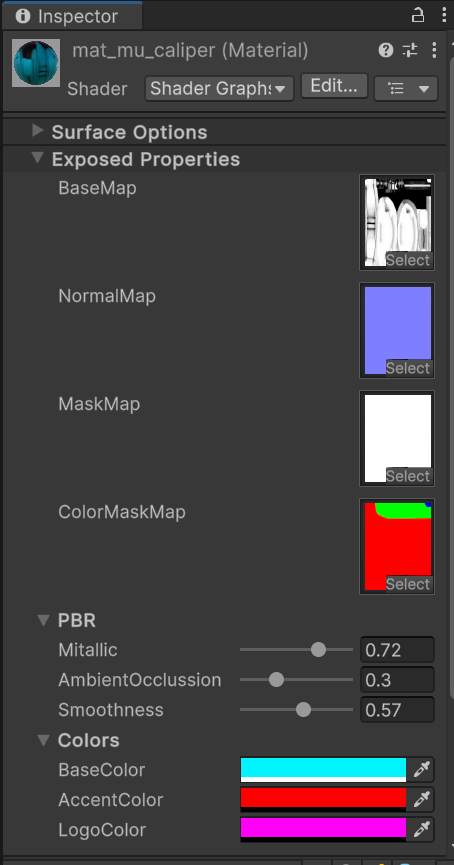 Inspector
mat_mu_caliper (Material)
Shader Shader Graphs Edit...
Surface Options
Exposed Properties
BaseMap
Select
NormalMap
Select
MaskMap
Select
ColorMaskMap
Select
PBR
Mitallic 0.72
AmbientOcclussion 0.3
Smoothness 0.57
Colors
BaseColor
AccentColor
LogoColor